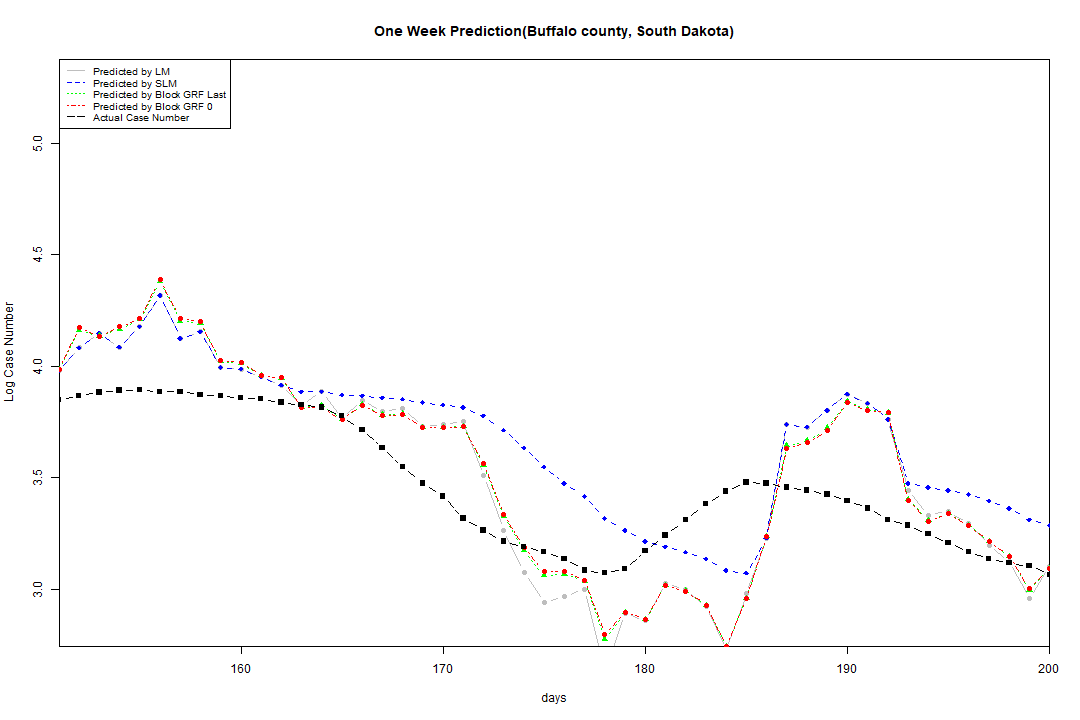 One Week Prediction(Buffalo county, South Dakota)
Predicted by LM
Predicted by SLM
Predicted by Block GRF Last
Predicted by Block GRF 0
Actual Case Number
5.0
4.5
4.0
3.5
3.0
Log Case Number
160 170 180 190 200
days